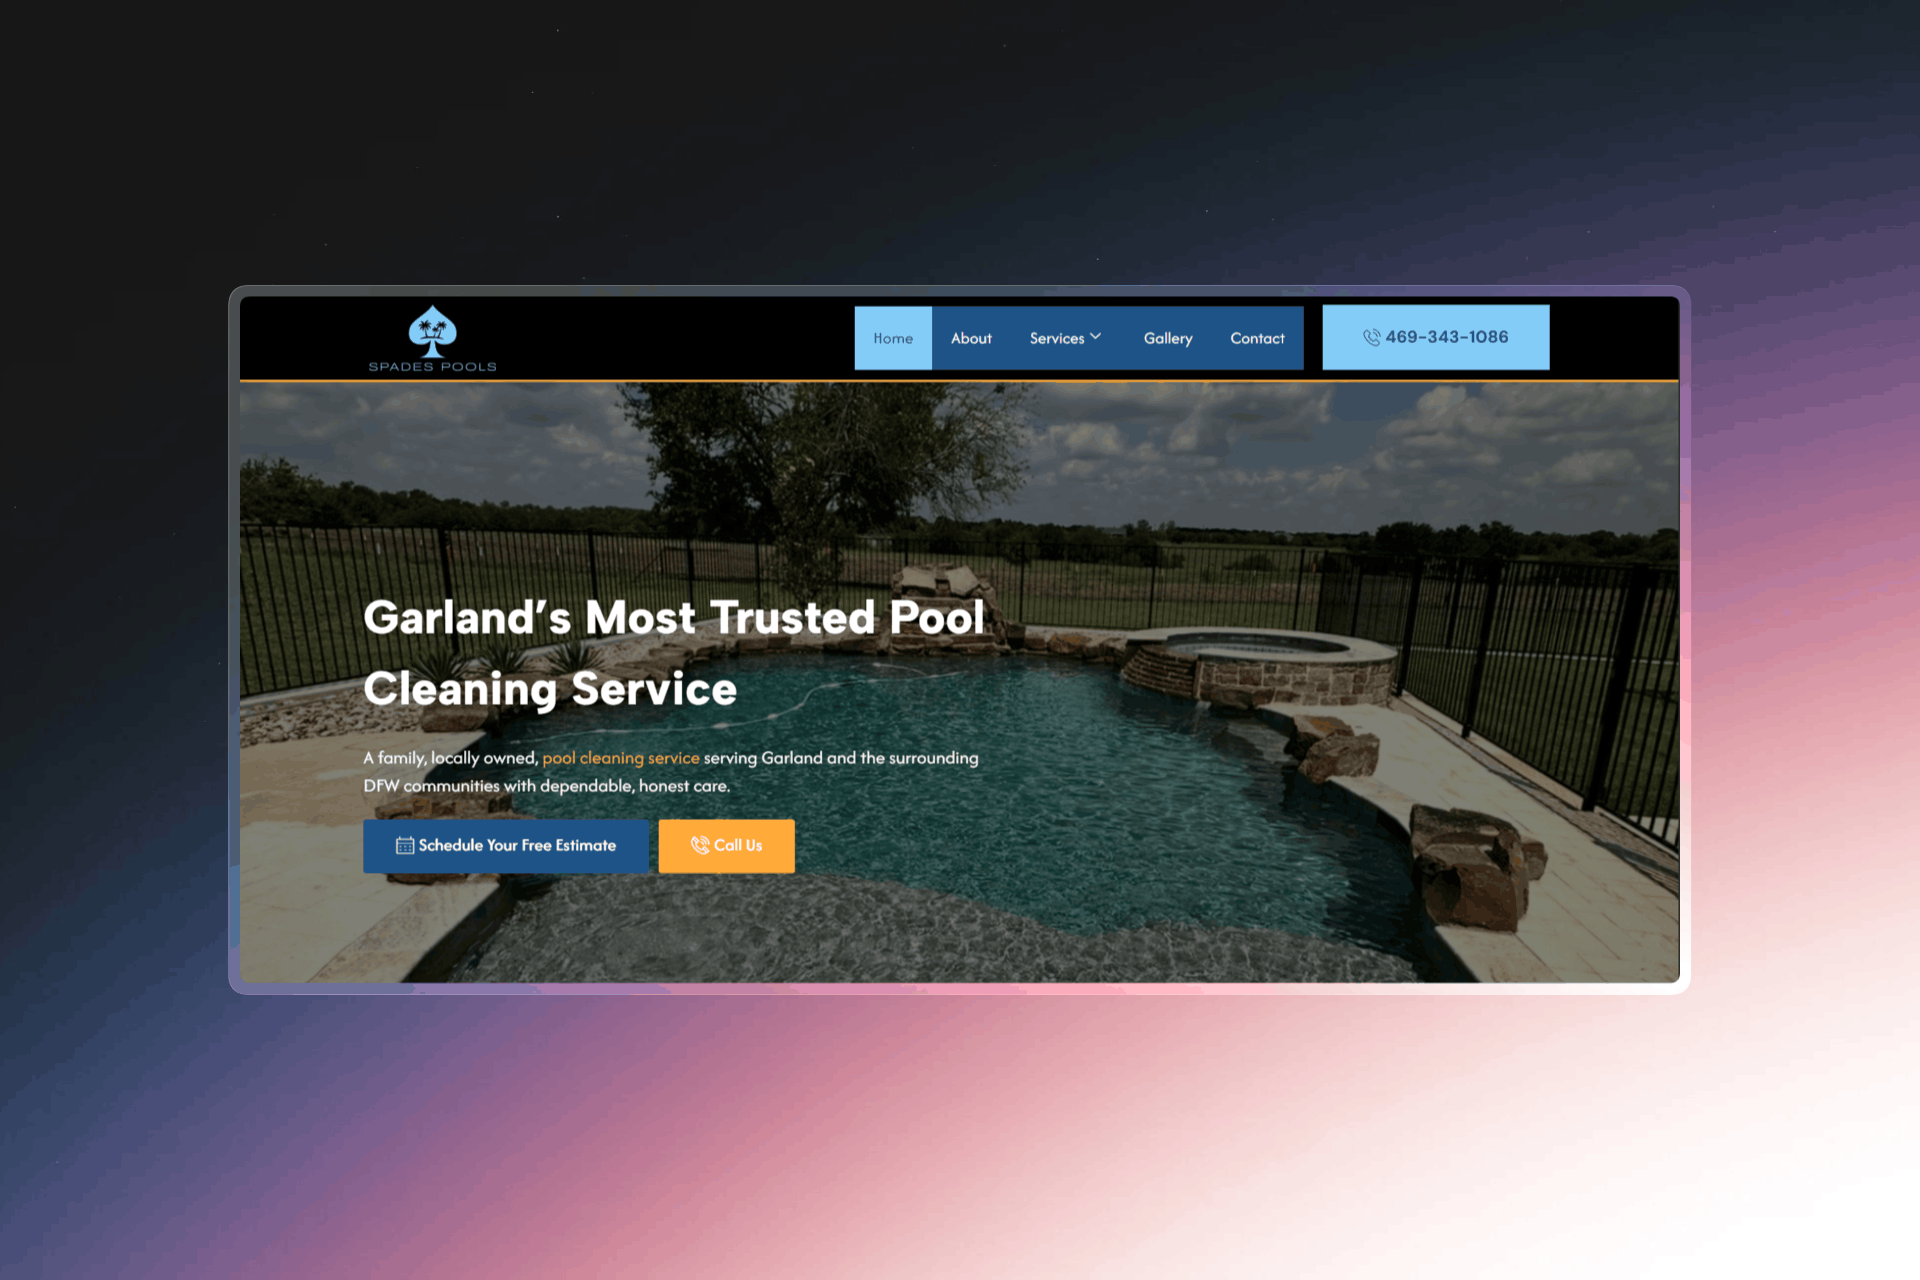 SPADES POOLS
Home
About
Services
Gallery
Contact
469-343-1086
Garland’s Most Trusted Pool
Cleaning Service
A family, locally owned, pool cleaning service serving Garland and the surrounding
DFW communities with dependable, honest care.
Schedule Your Free Estimate
Call Us